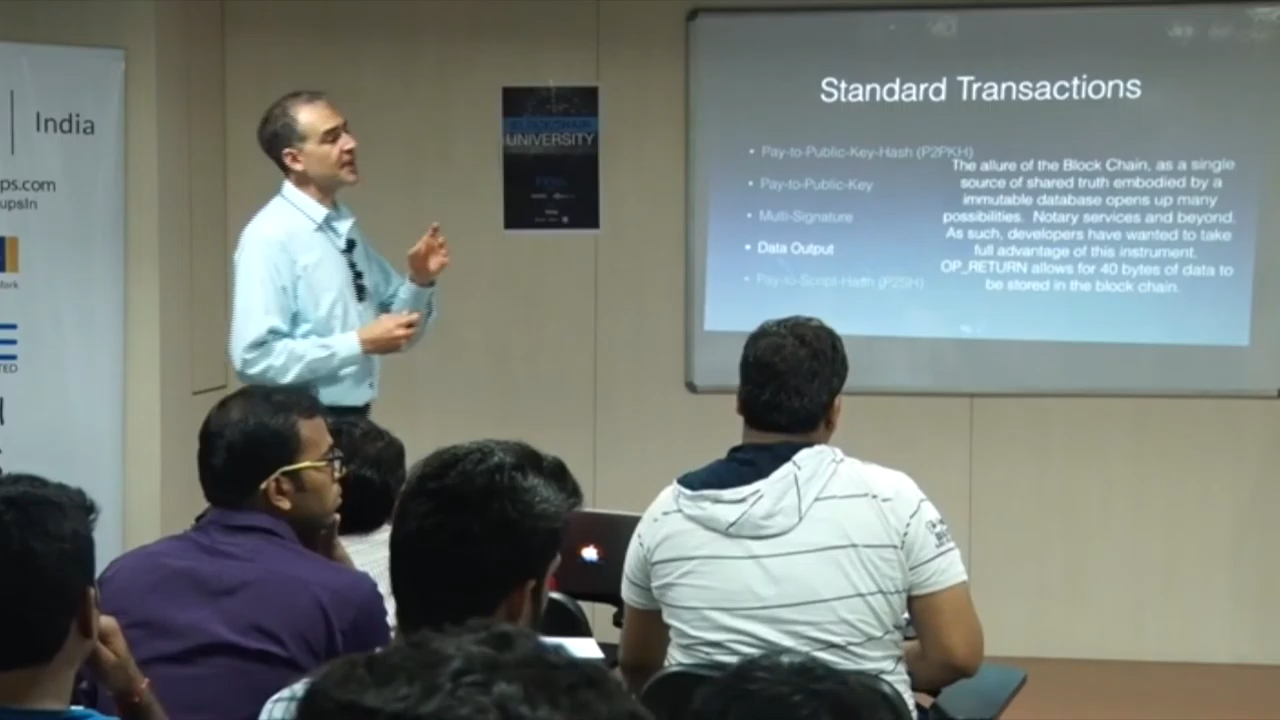 India
ps.com
upsIn
ark
TED
BLOCKCHAIN
UNIVERSITY
Standard Transactions
• Pay-to-Public-Key-Hash (P2PKH)
• Pay-to-Public-Key
• Multi-Signature
• Data Output
• Pay-to-Script-Hash (P2SH)
The allure of the Block Chain, as a single
source of shared truth embodied by a
immutable database opens up many
possibilities. Notary services and beyond.
As such, developers have wanted to take
full advantage of this instrument.
OP_RETURN allows for 40 bytes of data to
be stored in the block chain.